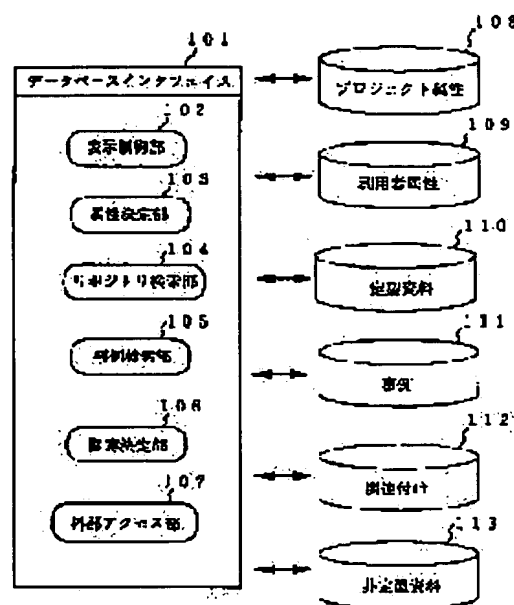 101
データベースインタフェイス
102
表示制御部
103
属性決定部
104
リポジトリ検索部
105
事例検索部
106
107
外部アクセス部
108
プロジェクト属性
109
利用者属性
110
定型資料
111
事例
112
関連付け
113
非定型資料